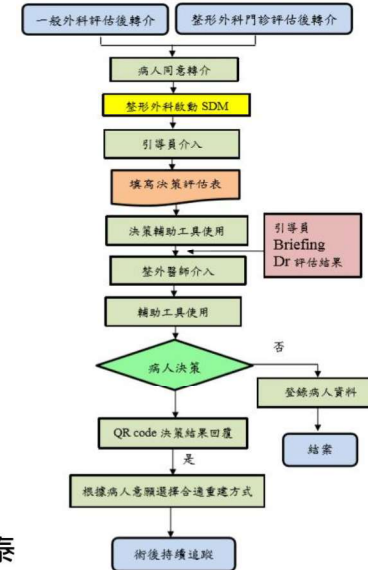 一般外科評估後轉介
整形外科門診評估後轉介
病人同意轉介
整形外科啟動 SDM
引導員介入
填寫決策評估表
決策輔助工具使用
引導員
Briefing
Dr 評估結果
整外醫師介入
輔助工具使用
病人決策
否
登錄病人資料
結案
QR code 決策結果回覆
是
根據病人意願選擇合適重建方式
術後持續追蹤